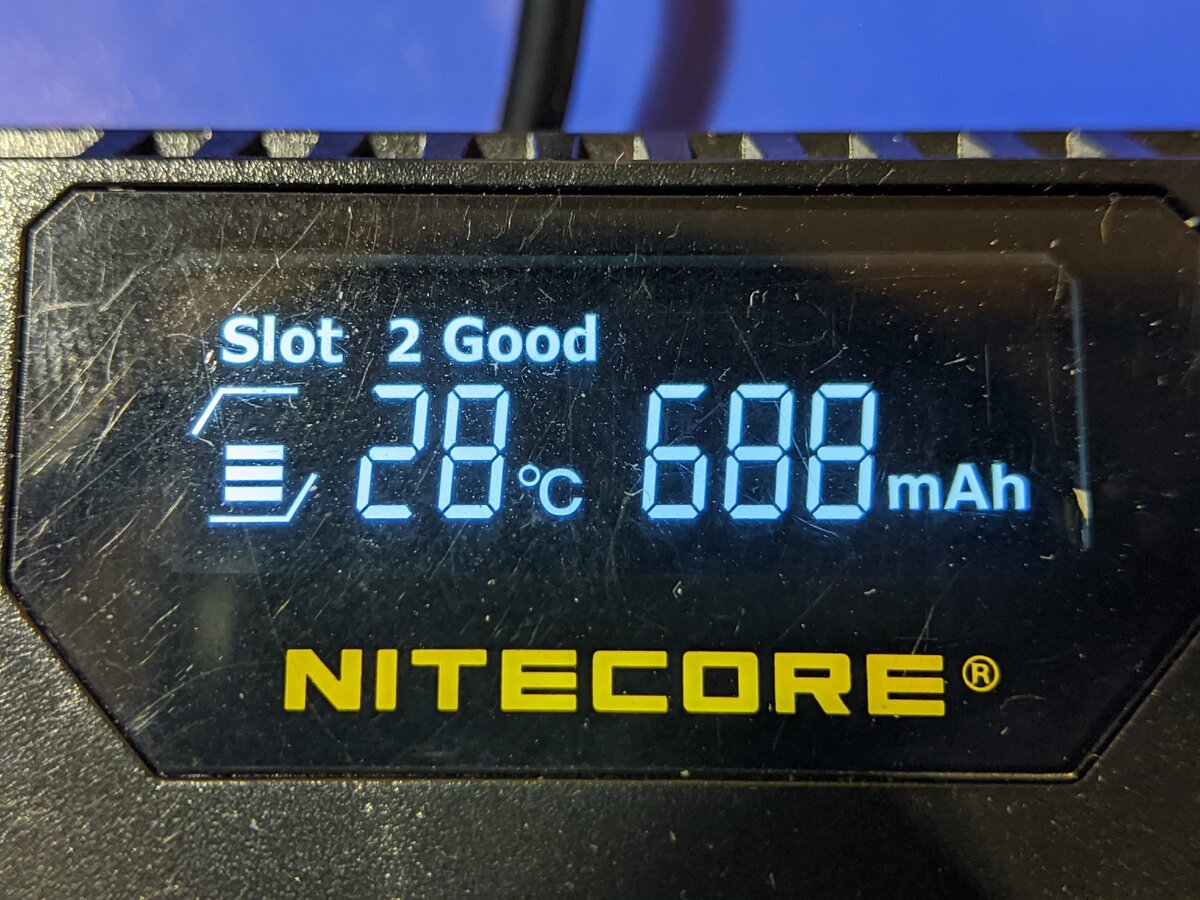 Slot 2 Good
28 °C 688 mAh
NITECORE®